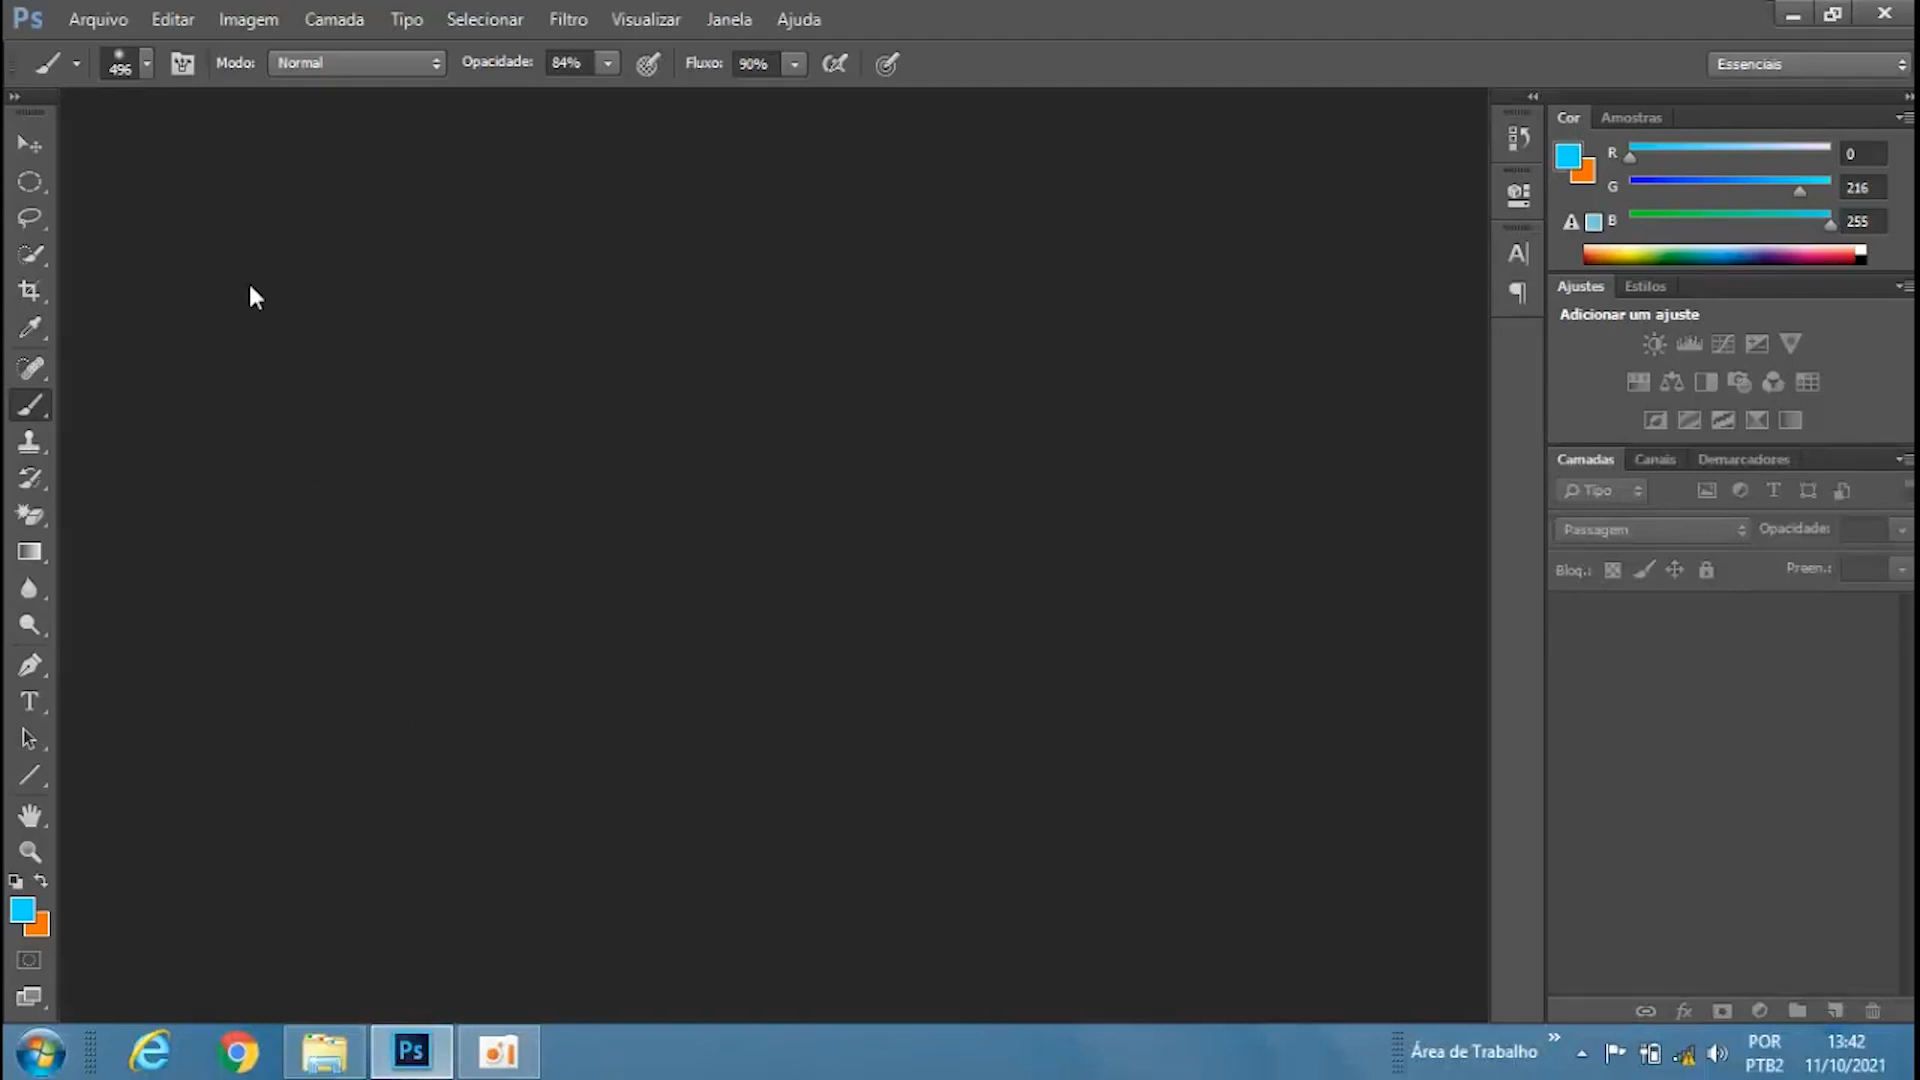 Ps Arquivo Editar Imagem Camada Tipo Selecionar Filtro Visualizar Janela Ajuda
496 Modo: Normal Opacidade: 84% Fluxo: 90% Essenciais
Cor Amostras
R 0
G 216
B 255
Ajustes Estilos
Adicionar um ajuste
Camadas Canais Demarcadores
Tipo
Passagem Opacidade:
Bloq.: Preen.:
Ps Área de Trabalho POR 13:42
PTB2 11/10/2021